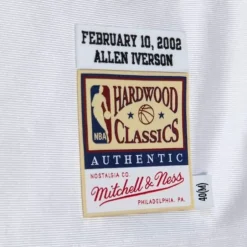 FEBRUARY 10, 2002
ALLEN IVERSON
NBA
HARDWOOD
CLASSICS
AUTHENTIC
NOSTALGIA CO.
Mitchell & Ness
PHILADELPHIA, PA.
40(M)